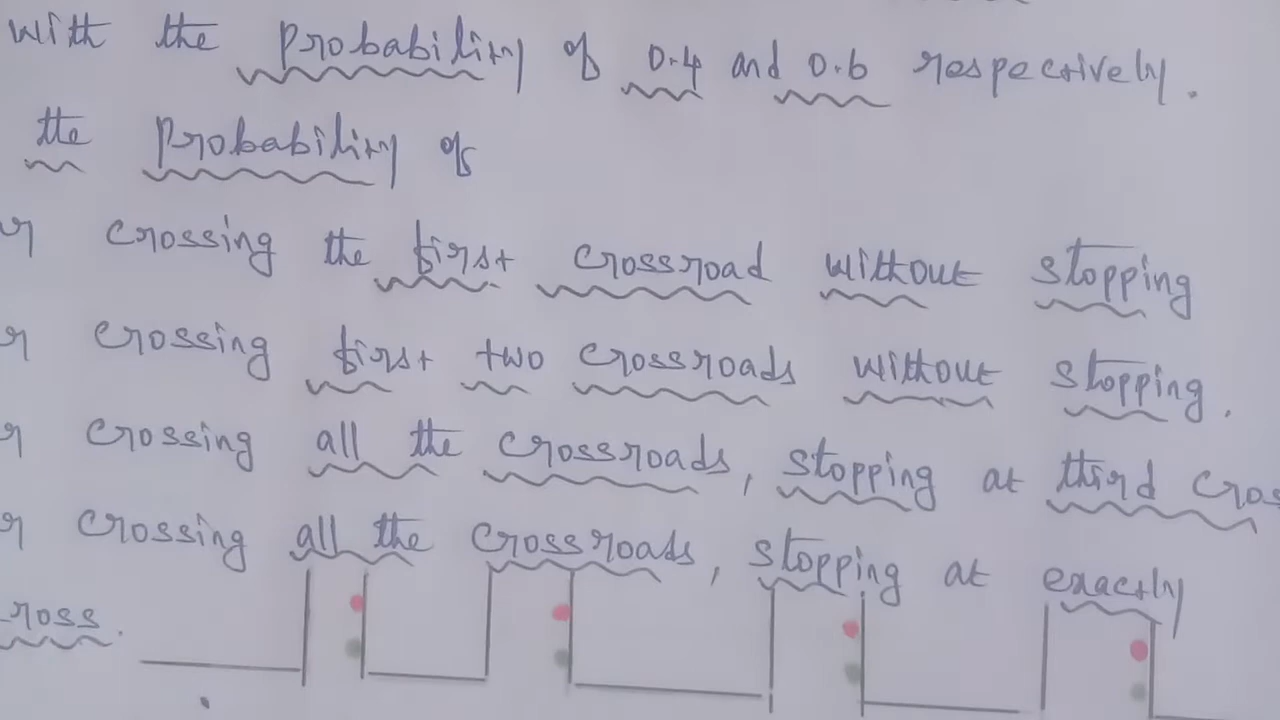 with the probability of 0.4 and 0.6 respectively.
the probability of
r crossing the first crossroad without stopping
r crossing first two crossroads without stopping.
r crossing all the crossroads, stopping at third cros
r crossing all the crossroads, stopping at exactly
ross.